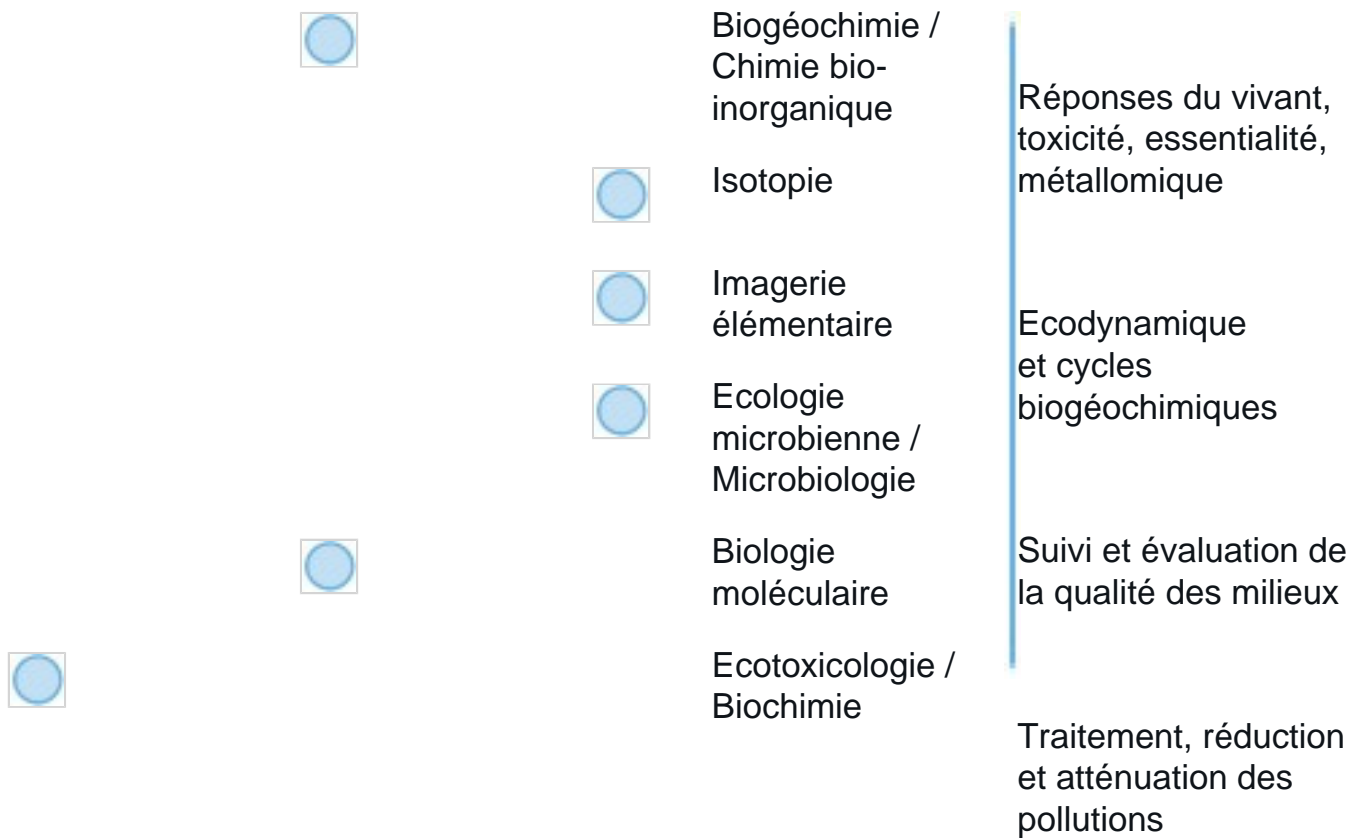 Biogéochimie /
Chimie bio-
inorganique
Isotopie
Imagerie
élémentaire
Ecologie
microbienne /
Microbiologie
Biologie
moléculaire
Ecotoxicologie /
Biochimie
Réponses du vivant,
toxicité, essentialité,
métallomique
Ecodynamique
et cycles
biogéochimiques
Suivi et évaluation de
la qualité des milieux
Traitement, réduction
et atténuation des
pollutions